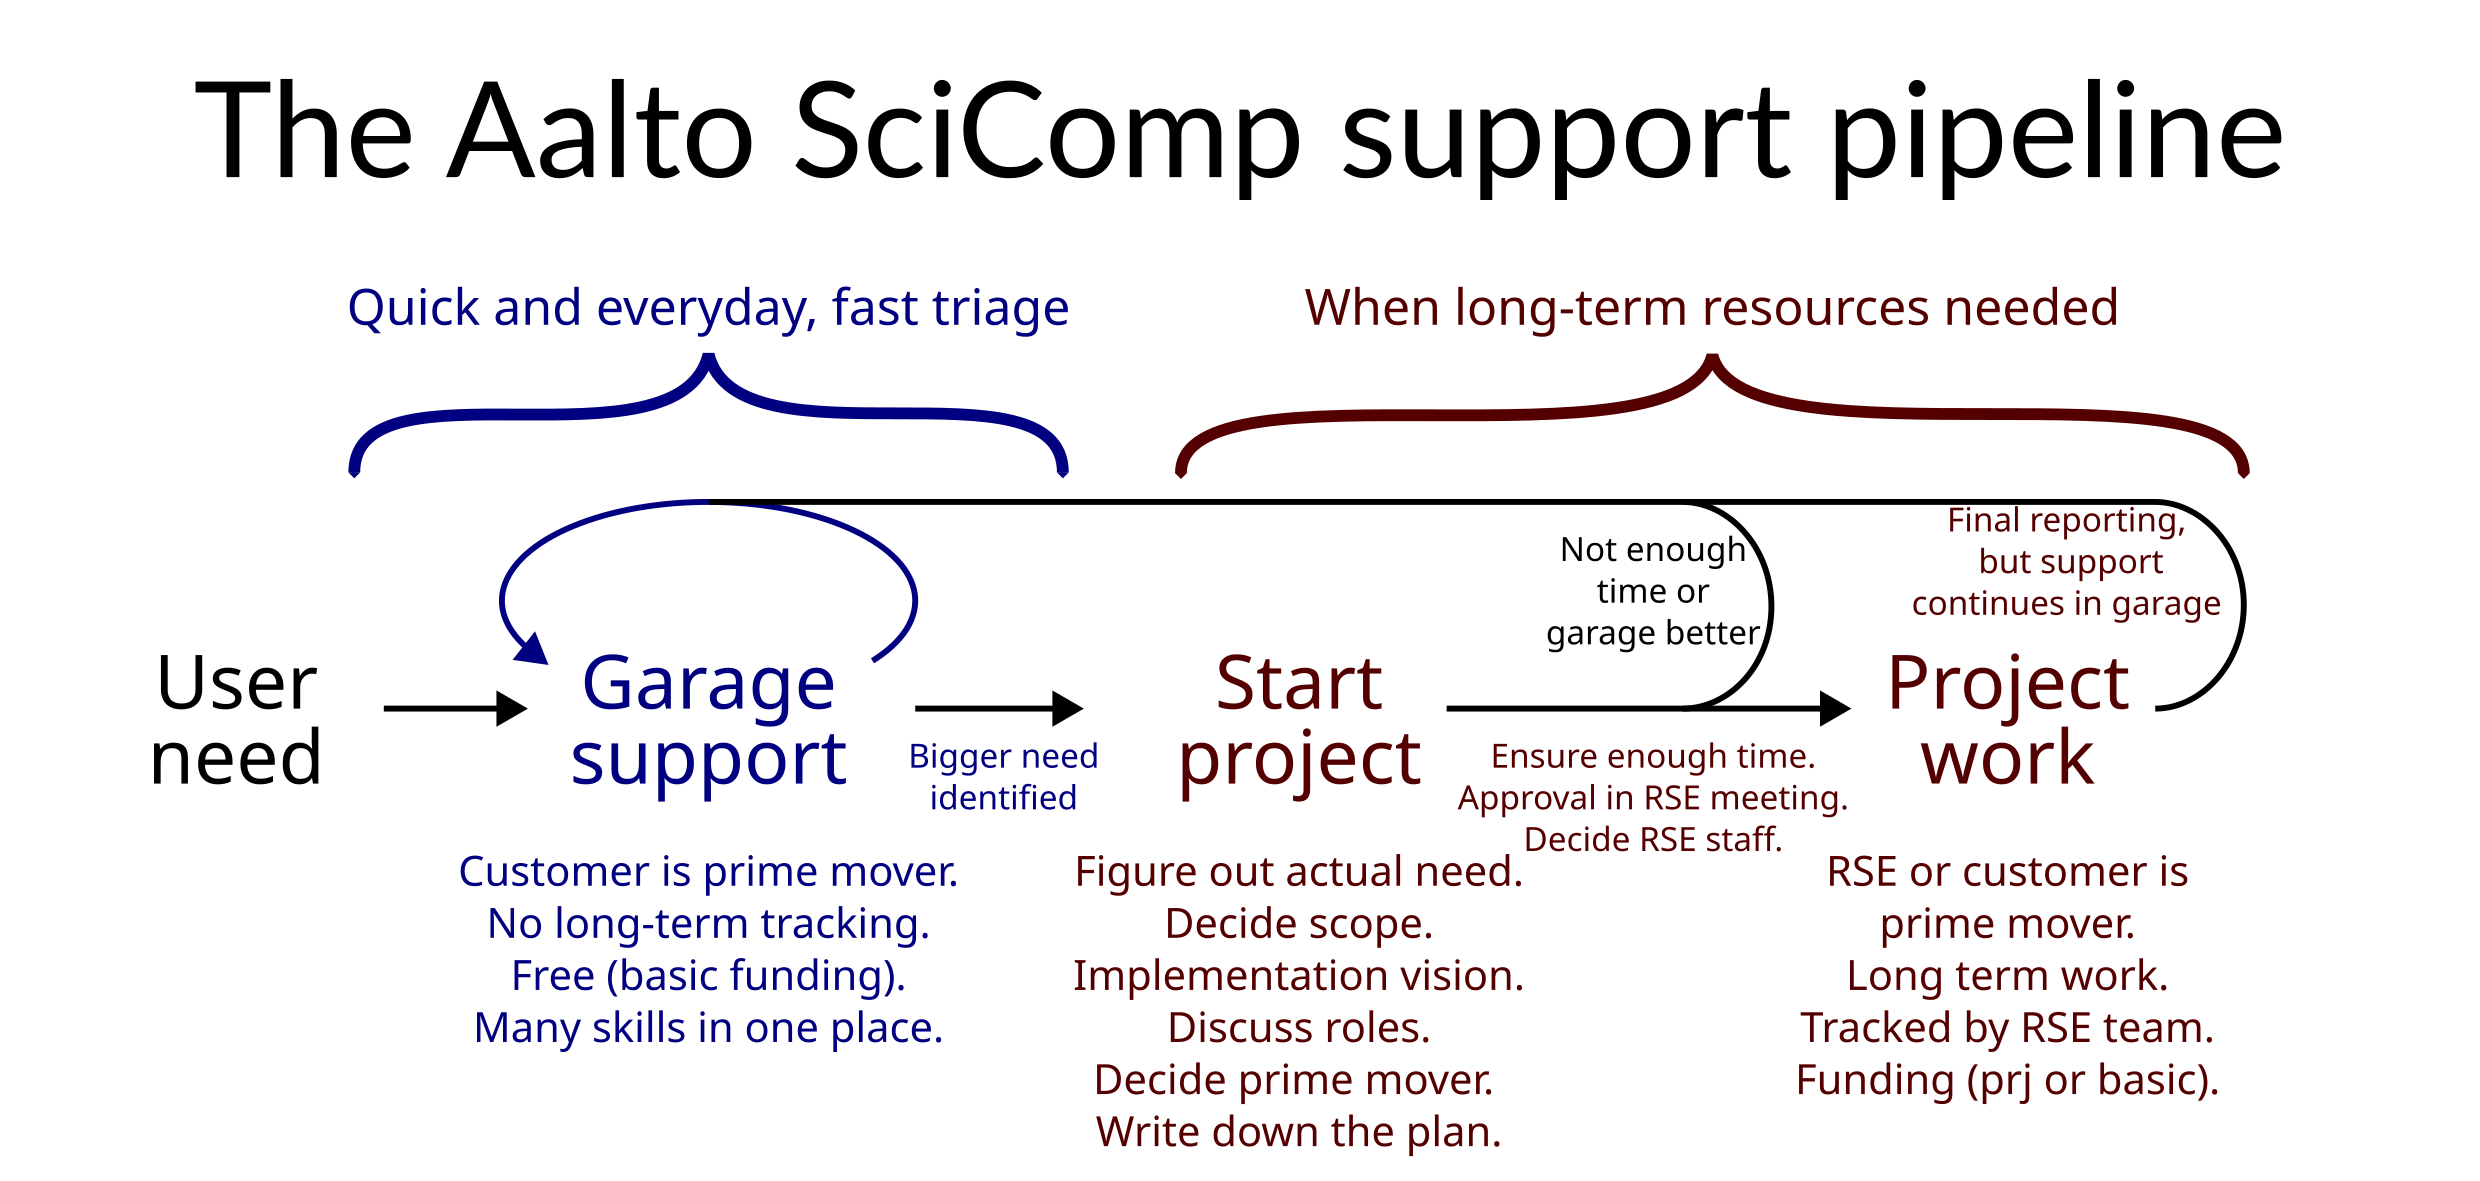 The Aalto SciComp support pipeline
Quick and everyday, fast triage
When long-term resources needed
User
need
Garage
support
Customer is prime mover.
No long-term tracking.
Free (basic funding).
Many skills in one place.
Bigger need
identified
Start
project
Figure out actual need.
Decide scope.
Implementation vision.
Discuss roles.
Decide prime mover.
Write down the plan.
Not enough
time or
garage better
Ensure enough time.
Approval in RSE meeting.
Decide RSE staff.
Final reporting,
but support
continues in garage
Project
work
RSE or customer is
prime mover.
Long term work.
Tracked by RSE team.
Funding (prj or basic).